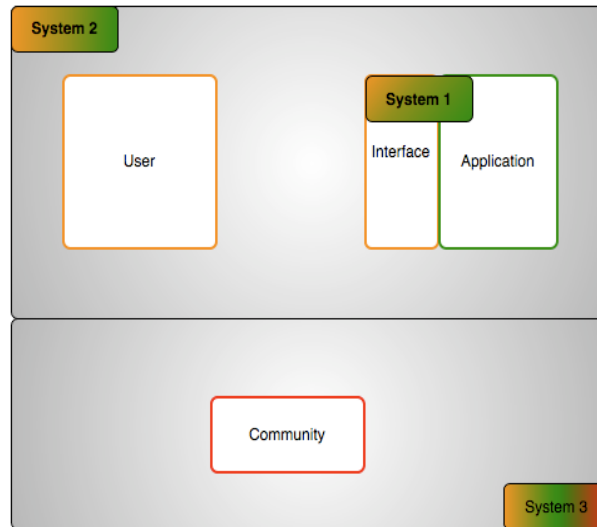 System 2
System 1
User
Interface
Application
Community
System 3